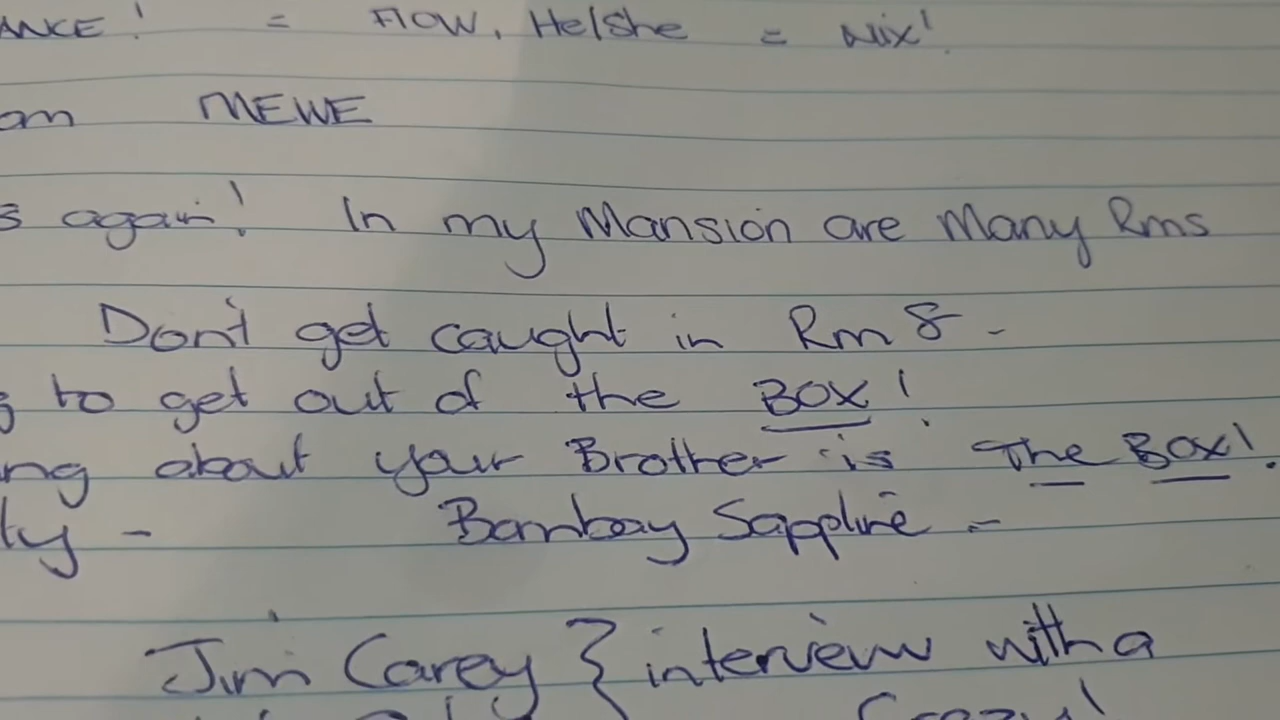 ANCE! = FLOW, He/She = Nix!
om MEWE
s again! In my Mansion are Many Rms
Don't get caught in Rm 8 -
g to get out of the BOX!
ng about your Brother is The BOX!
ty - Bombay Sapphire -
Jim Carey } interview with a
Crazy!